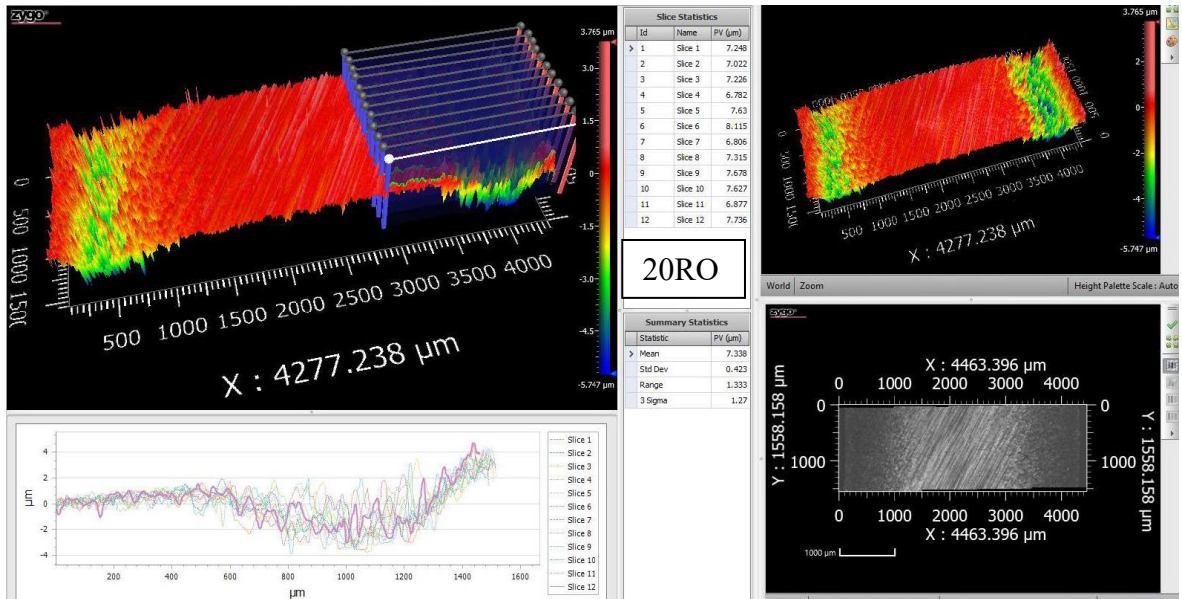 zygo
3.765 µm
3.0
1.5
0
-1.5
-3.0
-4.5
-5.747 µm
0
500
1000
500 1000 1500 2000 2500 3000 3500 4000
X : 4277.238 µm
Slice Statistics
Id Name PV (µm)
1 Slice 1 7.248
2 Slice 2 7.022
3 Slice 3 7.226
4 Slice 4 6.782
5 Slice 5 7.63
6 Slice 6 8.115
7 Slice 7 6.806
8 Slice 8 7.315
9 Slice 9 7.678
10 Slice 10 7.627
11 Slice 11 6.877
12 Slice 12 7.736
20RO
Summary Statistics
Statistic PV (µm)
Mean 7.338
Std Dev 0.423
Range 1.333
3 Sigma 1.27
zygo
3.765 µm
2
0
-2
-4
-5.747 µm
0
500
1000
500 1000 1500 2000 2500 3000 3500 4000
X : 4277.238 µm
World Zoom Height Palette Scale : Auto
µm
4
2
0
-2
-4
200 400 600 800 1000 1200 1400 1600
µm
Slice 1
Slice 2
Slice 3
Slice 4
Slice 5
Slice 6
Slice 7
Slice 8
Slice 9
Slice 10
Slice 11
Slice 12
zygo
X : 4463.396 µm
0 1000 2000 3000 4000
Y : 1558.158 µm
0
1000
0
1000
Y : 1558.158 µm
0 1000 2000 3000 4000
X : 4463.396 µm
1000 µm